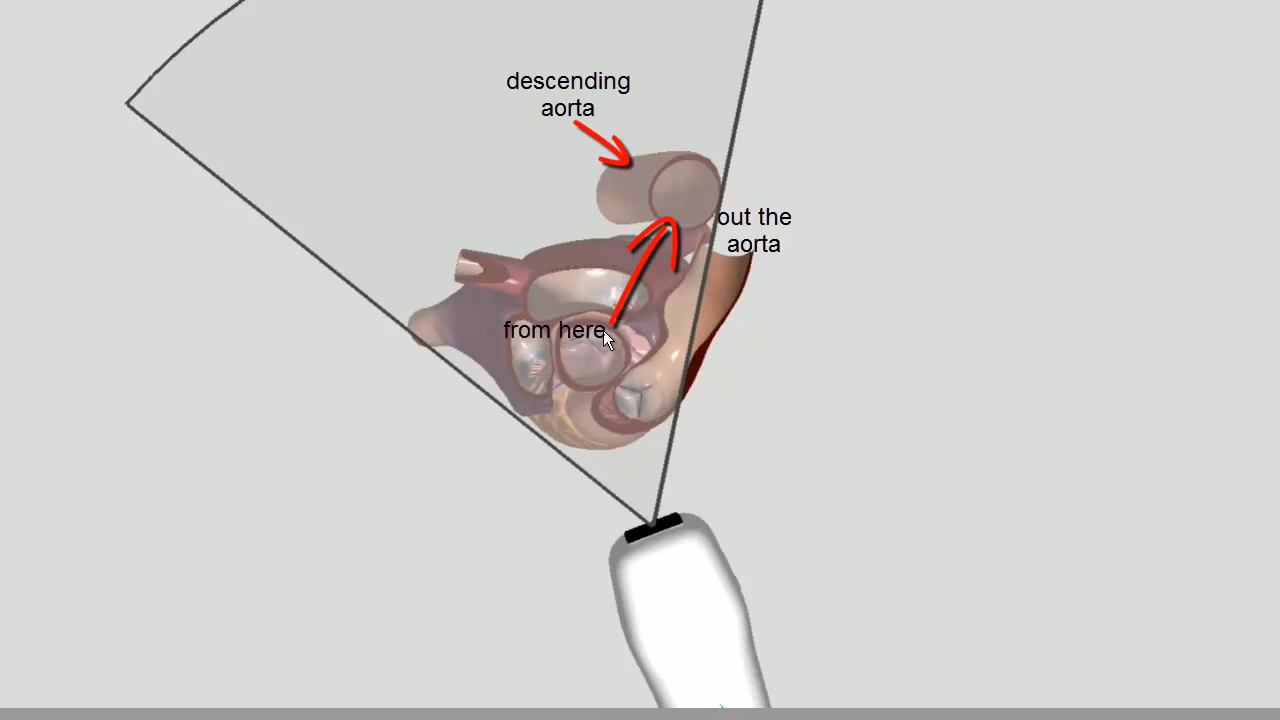 descending
aorta
out the
aorta
from here